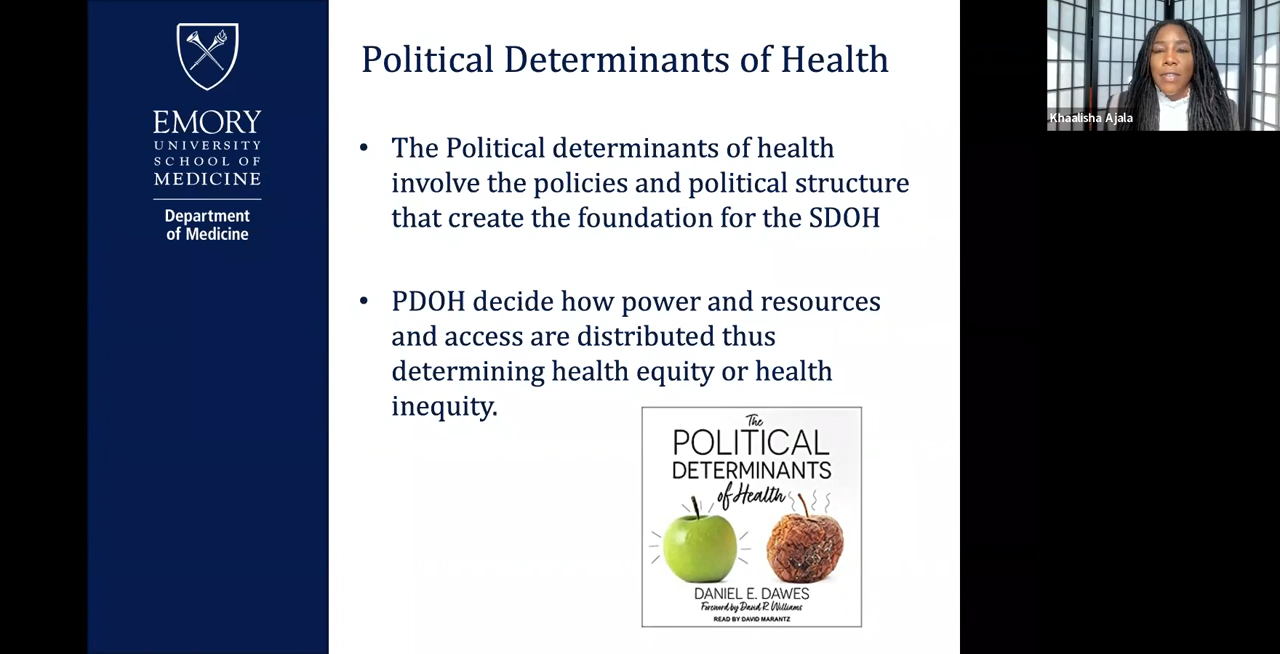 EMORY
UNIVERSITY
SCHOOL OF
MEDICINE
Department
of Medicine
Political Determinants of Health
• The Political determinants of health
involve the policies and political structure
that create the foundation for the SDOH
• PDOH decide how power and resources
and access are distributed thus
determining health equity or health
inequity.
The
POLITICAL
DETERMINANTS
of Health
DANIEL E. DAWES
Foreword by David R. Williams
READ BY DAVID MARANTZ
Khaalisha Ajala